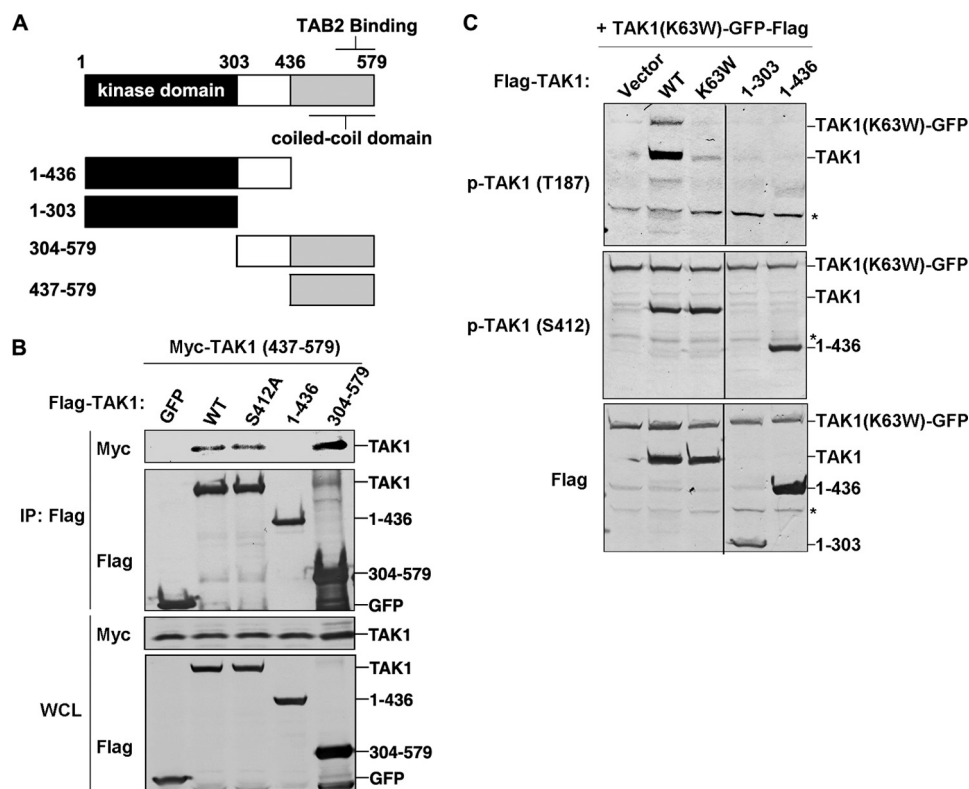 A
TAB2 Binding
1 303 436 579
kinase domain
coiled-coil domain
1-436
1-303
304-579
437-579
B
Myc-TAK1 (437-579)
Flag-TAK1: GFP WT S412A 1-436 304-579
IP: Flag
Myc TAK1
Flag
TAK1
1-436
304-579
GFP
WCL
Myc TAK1
Flag
TAK1
1-436
304-579
GFP
C
+ TAK1(K63W)-GFP-Flag
Flag-TAK1: Vector WT K63W 1-303 1-436
p-TAK1 (T187)
TAK1(K63W)-GFP
TAK1
*
p-TAK1 (S412)
TAK1(K63W)-GFP
TAK1
*
1-436
Flag
TAK1(K63W)-GFP
TAK1
1-436
*
1-303